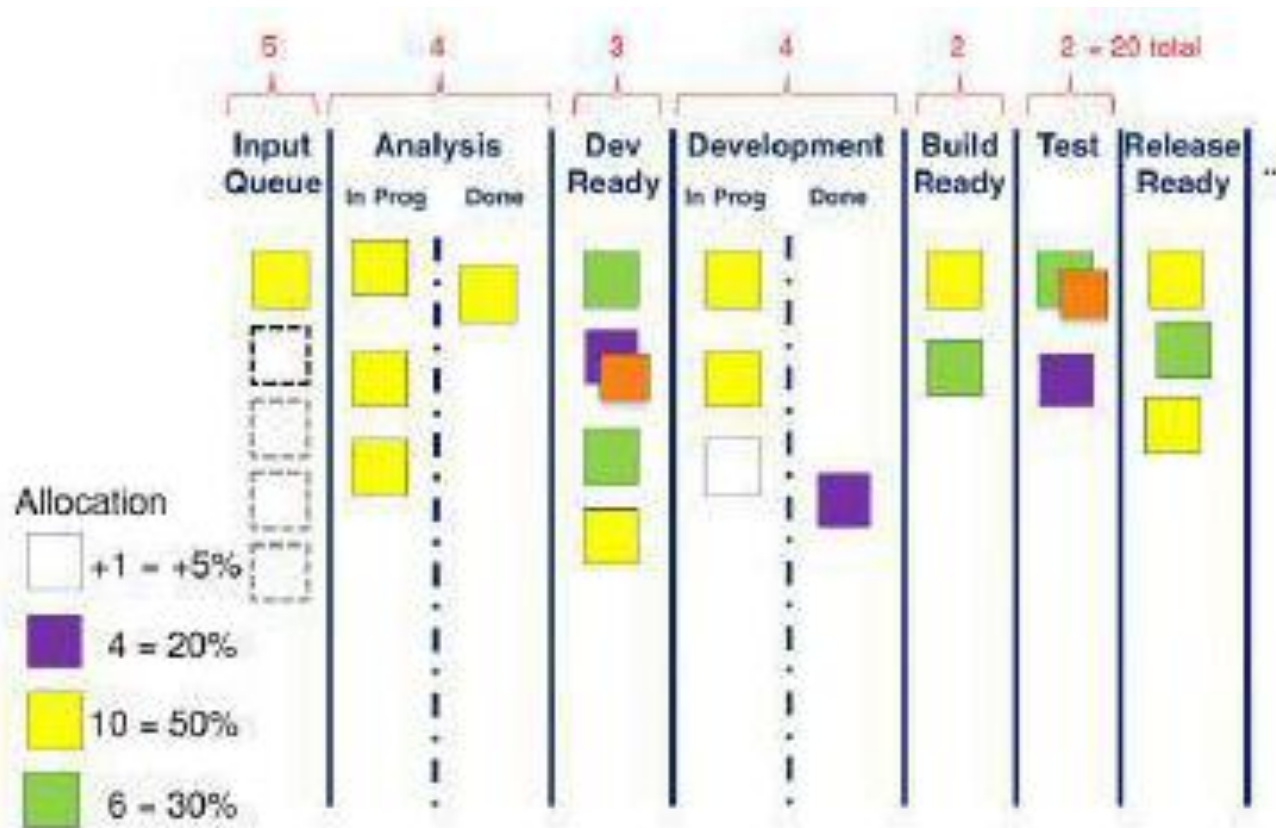 5 4 3 4 2 2 = 20 total
Input Queue
Analysis
In Prog Done
Dev Ready
Development
In Prog Done
Build Ready
Test
Release Ready
...
Allocation
+1 = +5%
4 = 20%
10 = 50%
6 = 30%